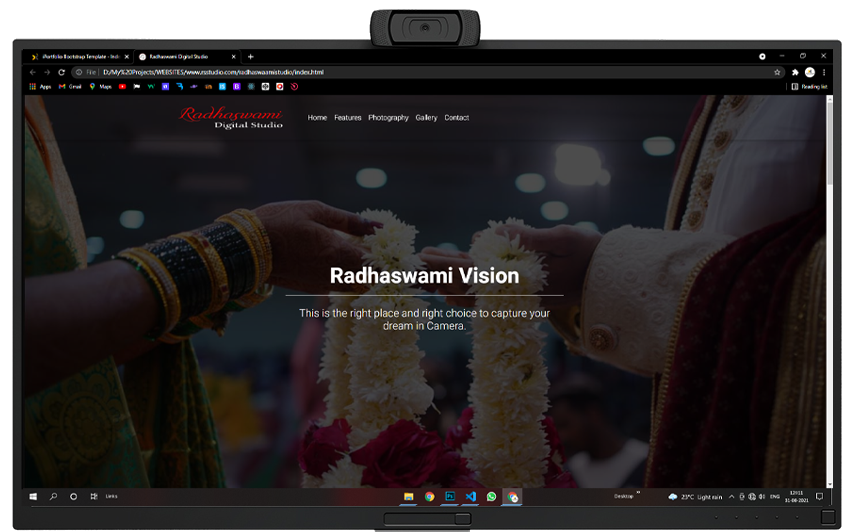 iPortfolio Bootstrap Template - Inde
Radhaswami Digital Studio
File
D:/My%20Projects/WEBSITES/www.rsstudio.com/radhaswaamistudio/index.html
Apps
Gmail
Maps
Reading list
Radhaswami
Digital Studio
Home
Features
Photography
Gallery
Contact
Radhaswami Vision
This is the right place and right choice to capture your
dream in Camera.
Links
Desktop
23°C Light rain
ENG
12:11
31-08-2021